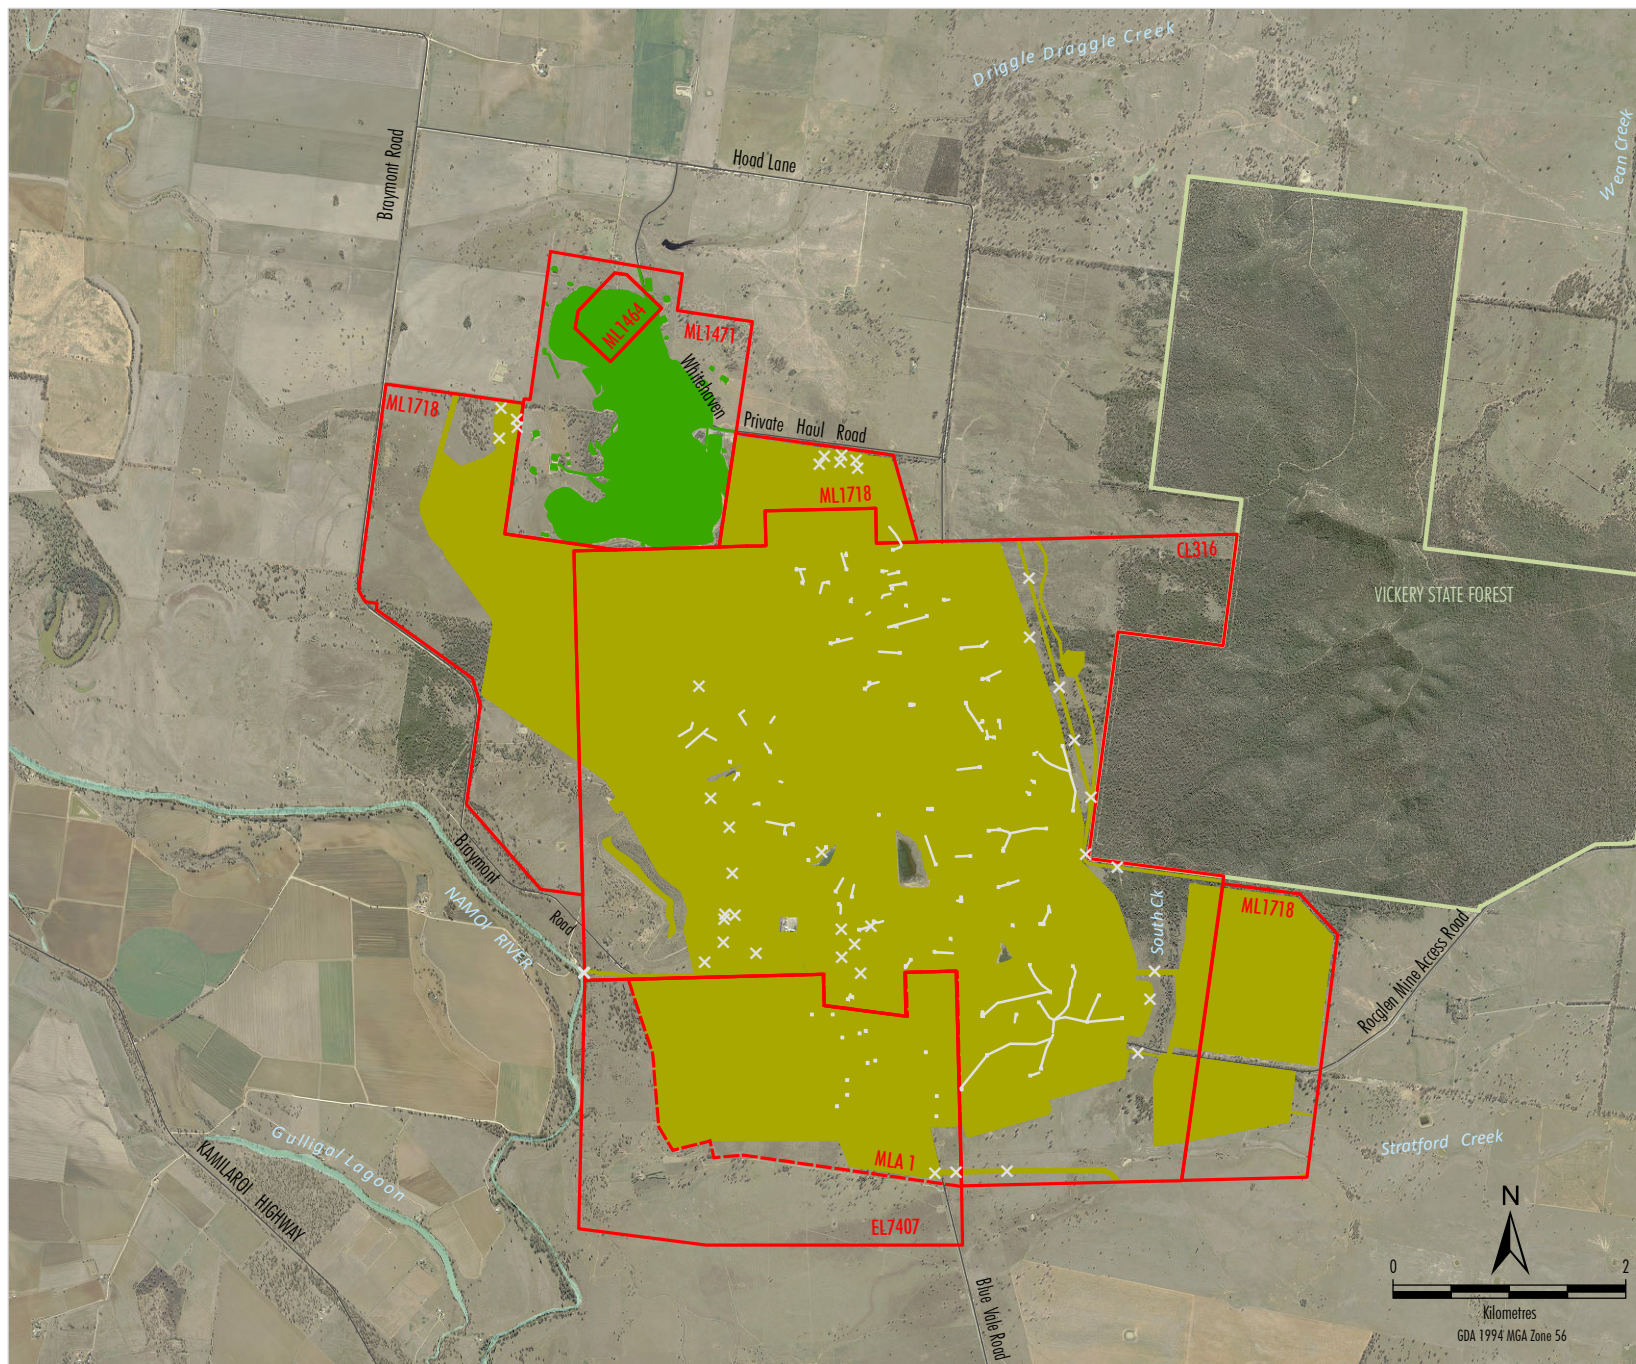 Driggle Draggle Creek
Wean Creek
Braymont Road
Hoad Lane
ML1464
ML1471
Whitehaven
ML1718
Private Haul Road
ML1718
CL316
VICKERY STATE FOREST
Braymont
Road
NAMOI RIVER
South Ck
ML1718
Rocglen Mine Access Road
Gulligal Lagoon
KAMILAROI HIGHWAY
MLA 1
Stratford Creek
EL7407
Blue Vale Road
N
0 2
Kilometres
GDA 1994 MGA Zone 56